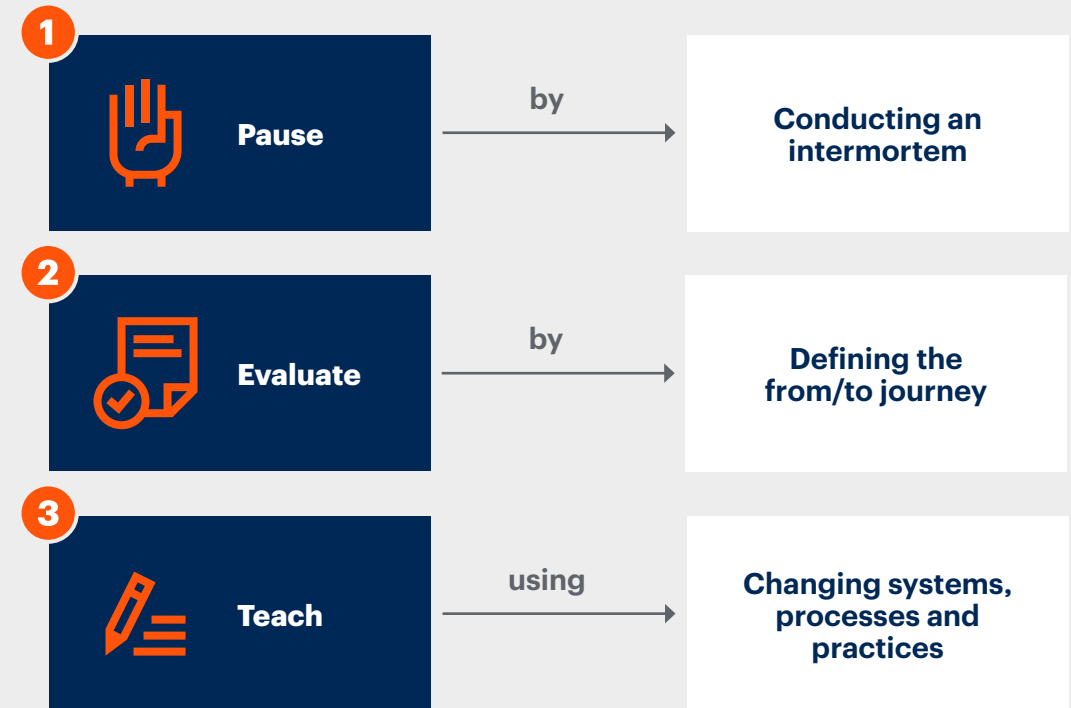 1
Pause
by
Conducting an
intermortem
2
Evaluate
by
Defining the
from/to journey
3
Teach
using
Changing systems,
processes and
practices